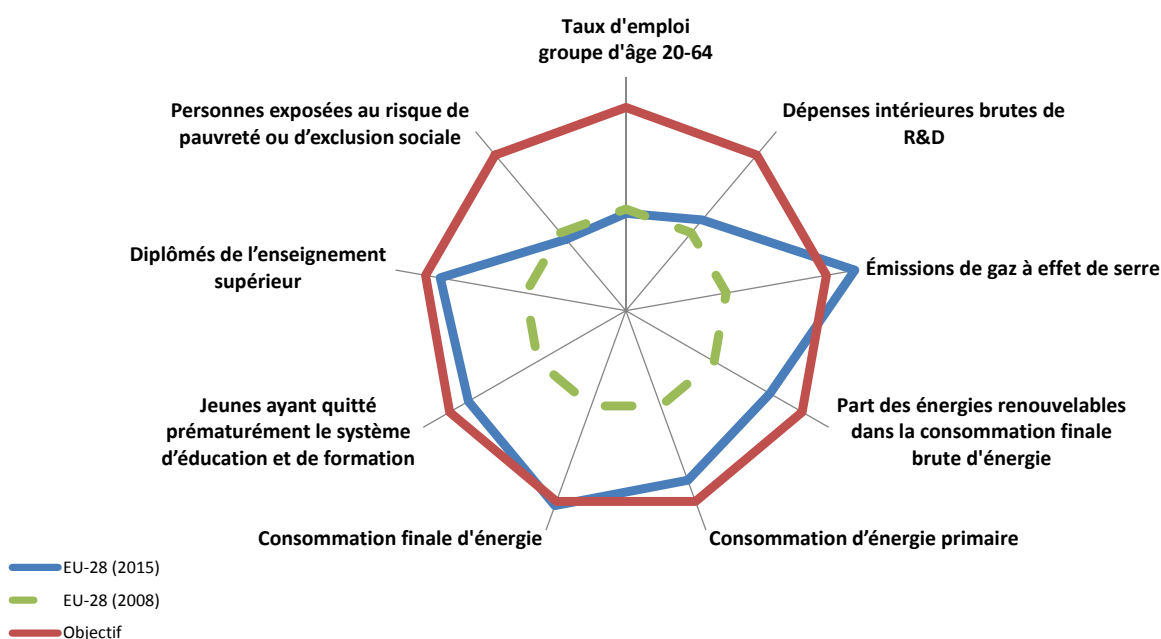 Taux d'emploi
groupe d'âge 20-64
Dépenses intérieures brutes de
R&D
Émissions de gaz à effet de serre
Part des énergies renouvelables
dans la consommation finale
brute d'énergie
Consommation d’énergie primaire
Consommation finale d'énergie
Jeunes ayant quitté
prématurément le système
d’éducation et de formation
Diplômés de l’enseignement
supérieur
Personnes exposées au risque de
pauvreté ou d’exclusion sociale
EU-28 (2015)
EU-28 (2008)
Objectif